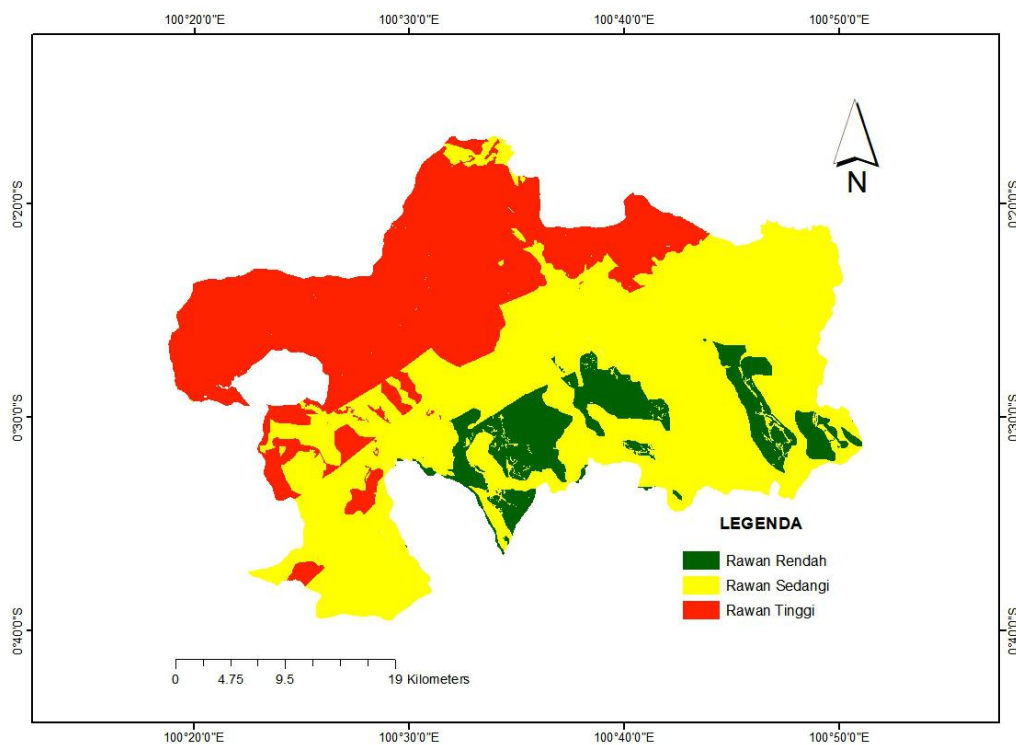 100°20'0"E 100°30'0"E 100°40'0"E 100°50'0"E
N
0°20'0"S 0°20'0"S
0°30'0"S 0°30'0"S
LEGENDA
Rawan Rendah
Rawan Sedangi
Rawan Tinggi
0°40'0"S 0°40'0"S
0 4.75 9.5 19 Kilometers
100°20'0"E 100°30'0"E 100°40'0"E 100°50'0"E